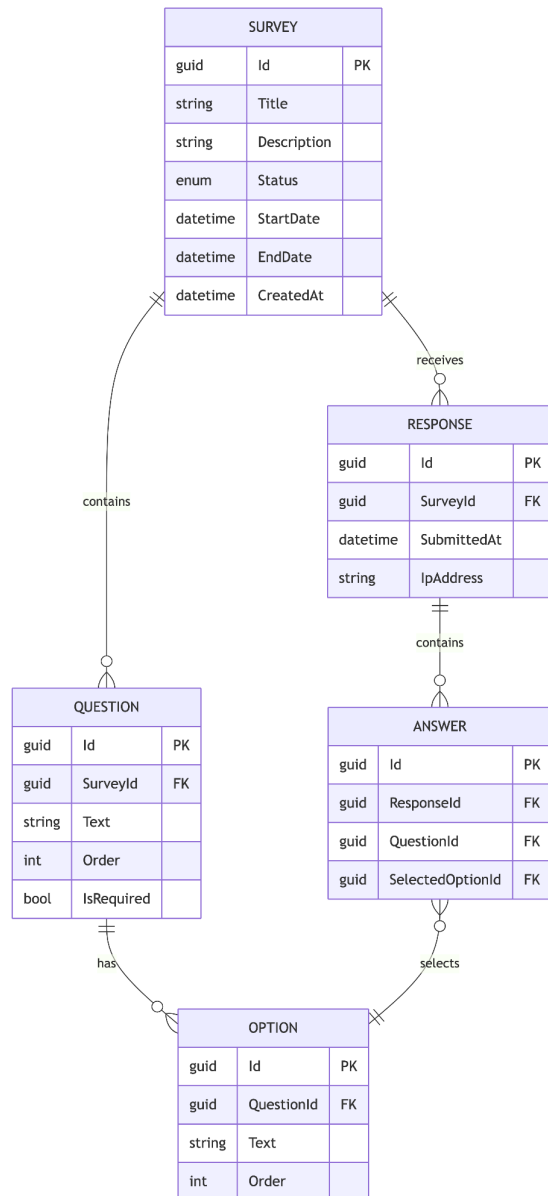 SURVEY
guid Id PK
string Title
string Description
enum Status
datetime StartDate
datetime EndDate
datetime CreatedAt
receives
RESPONSE
guid Id PK
guid SurveyId FK
datetime SubmittedAt
string IpAddress
contains
contains
QUESTION
guid Id PK
guid SurveyId FK
string Text
int Order
bool IsRequired
ANSWER
guid Id PK
guid ResponseId FK
guid QuestionId FK
guid SelectedOptionId FK
has
selects
OPTION
guid Id PK
guid QuestionId FK
string Text
int Order